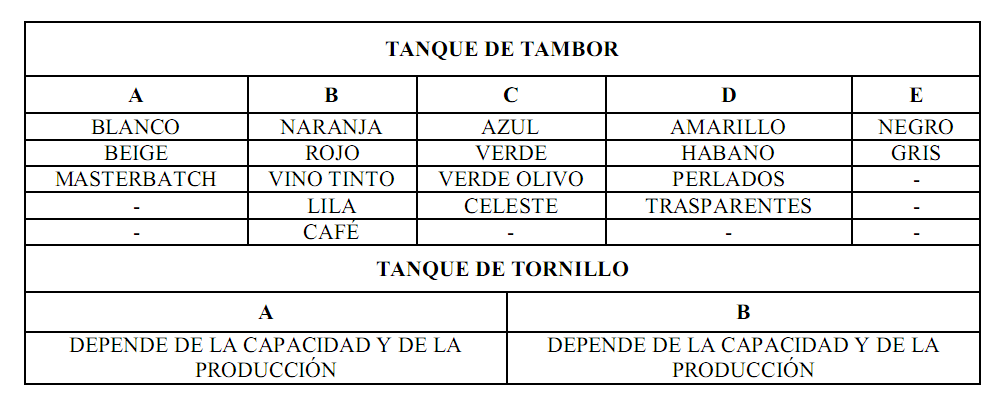 TANQUE DE TAMBOR
A B C D E
BLANCO NARANJA AZUL AMARILLO NEGRO
BEIGE ROJO VERDE HABANO GRIS
MASTERBATCH VINO TINTO VERDE OLIVO PERLADOS -
- LILA CELESTE TRASPARENTES -
- CAFÉ - - -
TANQUE DE TORNILLO
A B
DEPENDE DE LA CAPACIDAD Y DE LA DEPENDE DE LA CAPACIDAD Y DE LA
PRODUCCIÓN PRODUCCIÓN